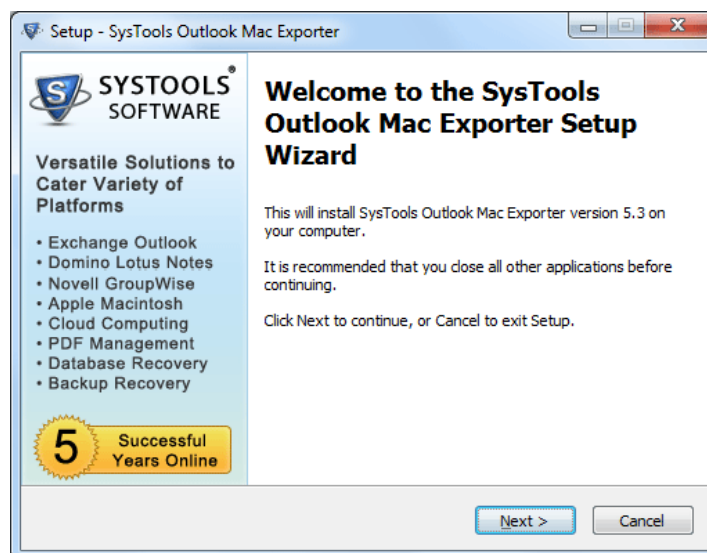 Setup - SysTools Outlook Mac Exporter
S
SYSTOOLS®
SOFTWARE
Versatile Solutions to
Cater Variety of
Platforms
• Exchange Outlook
• Domino Lotus Notes
• Novell GroupWise
• Apple Macintosh
• Cloud Computing
• PDF Management
• Database Recovery
• Backup Recovery
5
Successful
Years Online
Welcome to the SysTools
Outlook Mac Exporter Setup
Wizard
This will install SysTools Outlook Mac Exporter version 5.3 on
your computer.
It is recommended that you close all other applications before
continuing.
Click Next to continue, or Cancel to exit Setup.
Next >
Cancel